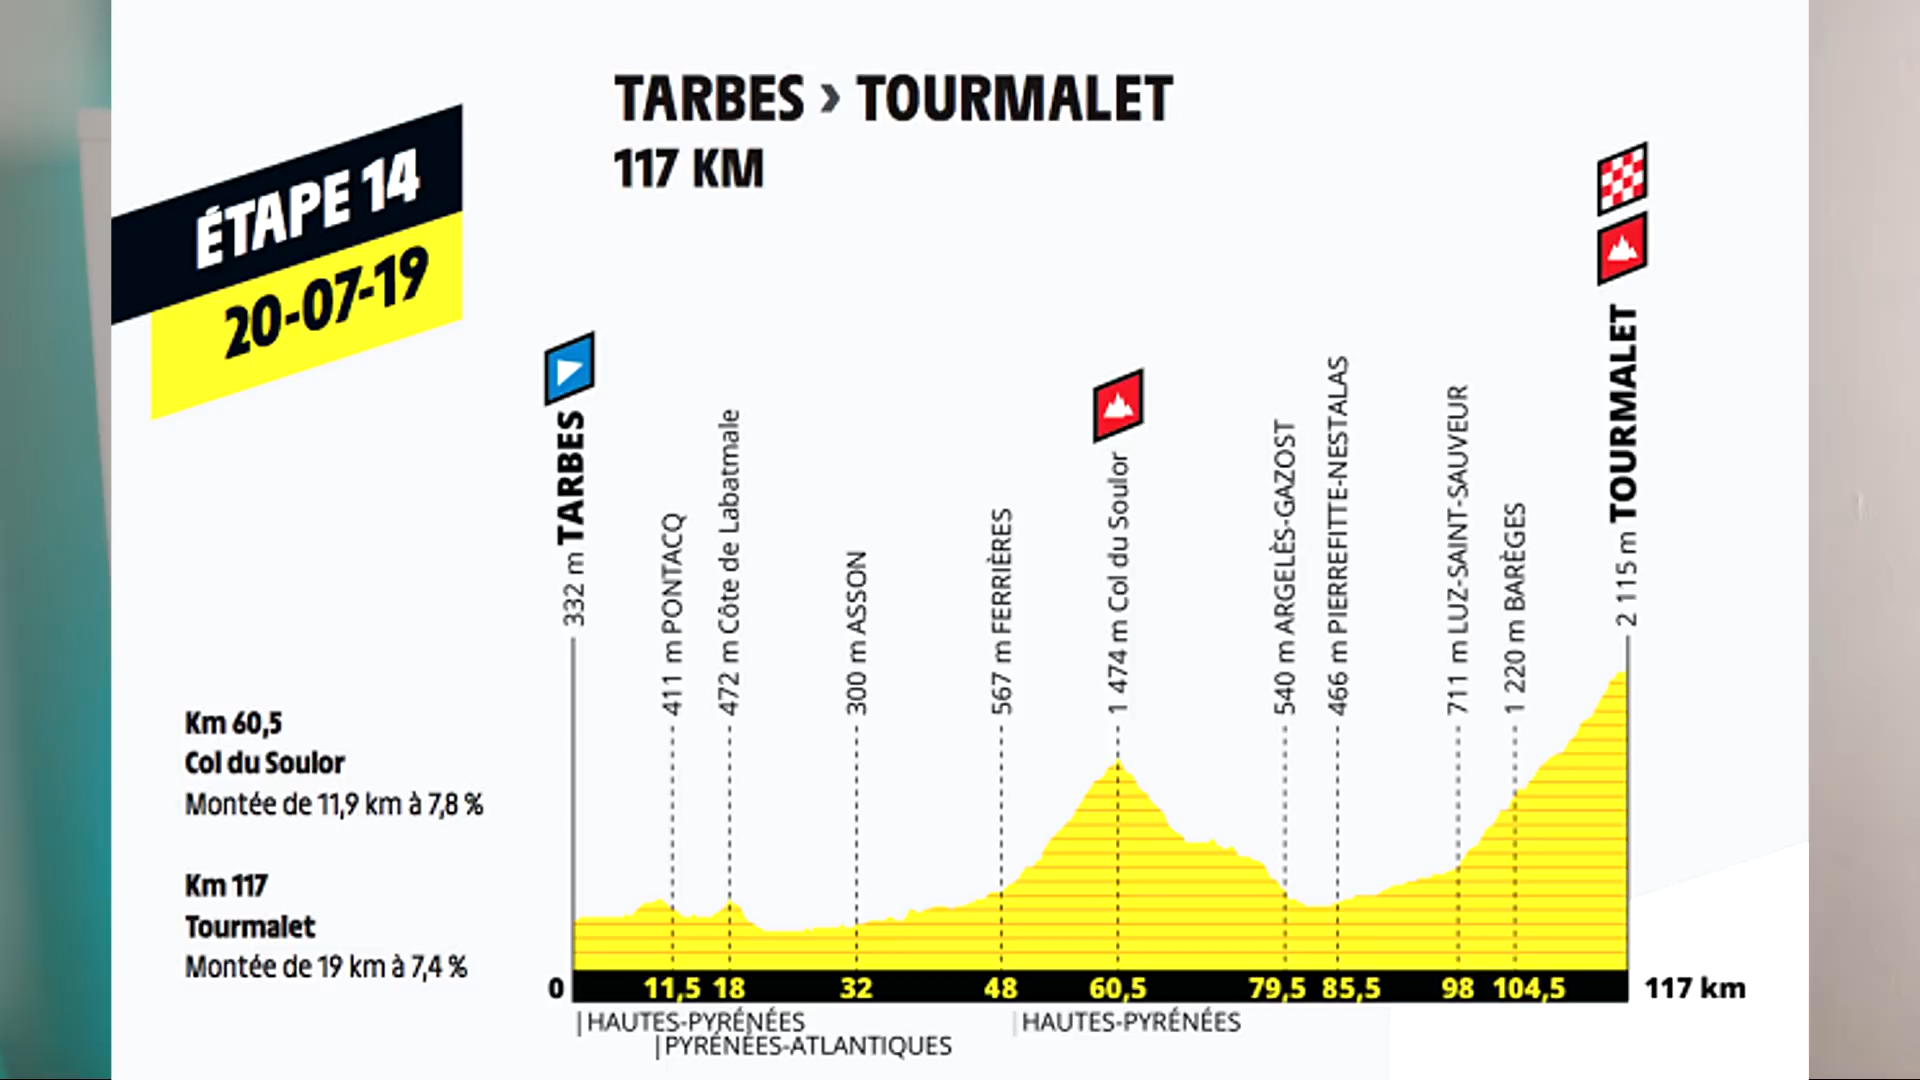 TARBES › TOURMALET
117 KM
ÉTAPE 14
20-07-19
332 m TARBES
411 m PONTACQ
472 m Côte de Labatmale
300 m ASSON
567 m FERRIÈRES
1 474 m Col du Soulor
540 m ARGELÈS-GAZOST
466 m PIERREFITTE-NESTALAS
711 m LUZ-SAINT-SAUVEUR
1 220 m BARÈGES
2 115 m TOURMALET
Km 60,5
Col du Soulor
Montée de 11,9 km à 7,8 %
Km 117
Tourmalet
Montée de 19 km à 7,4 %
0 11,5 18 32 48 60,5 79,5 85,5 98 104,5 117 km
|HAUTES-PYRÉNÉES |HAUTES-PYRÉNÉES
|PYRÉNÉES-ATLANTIQUES